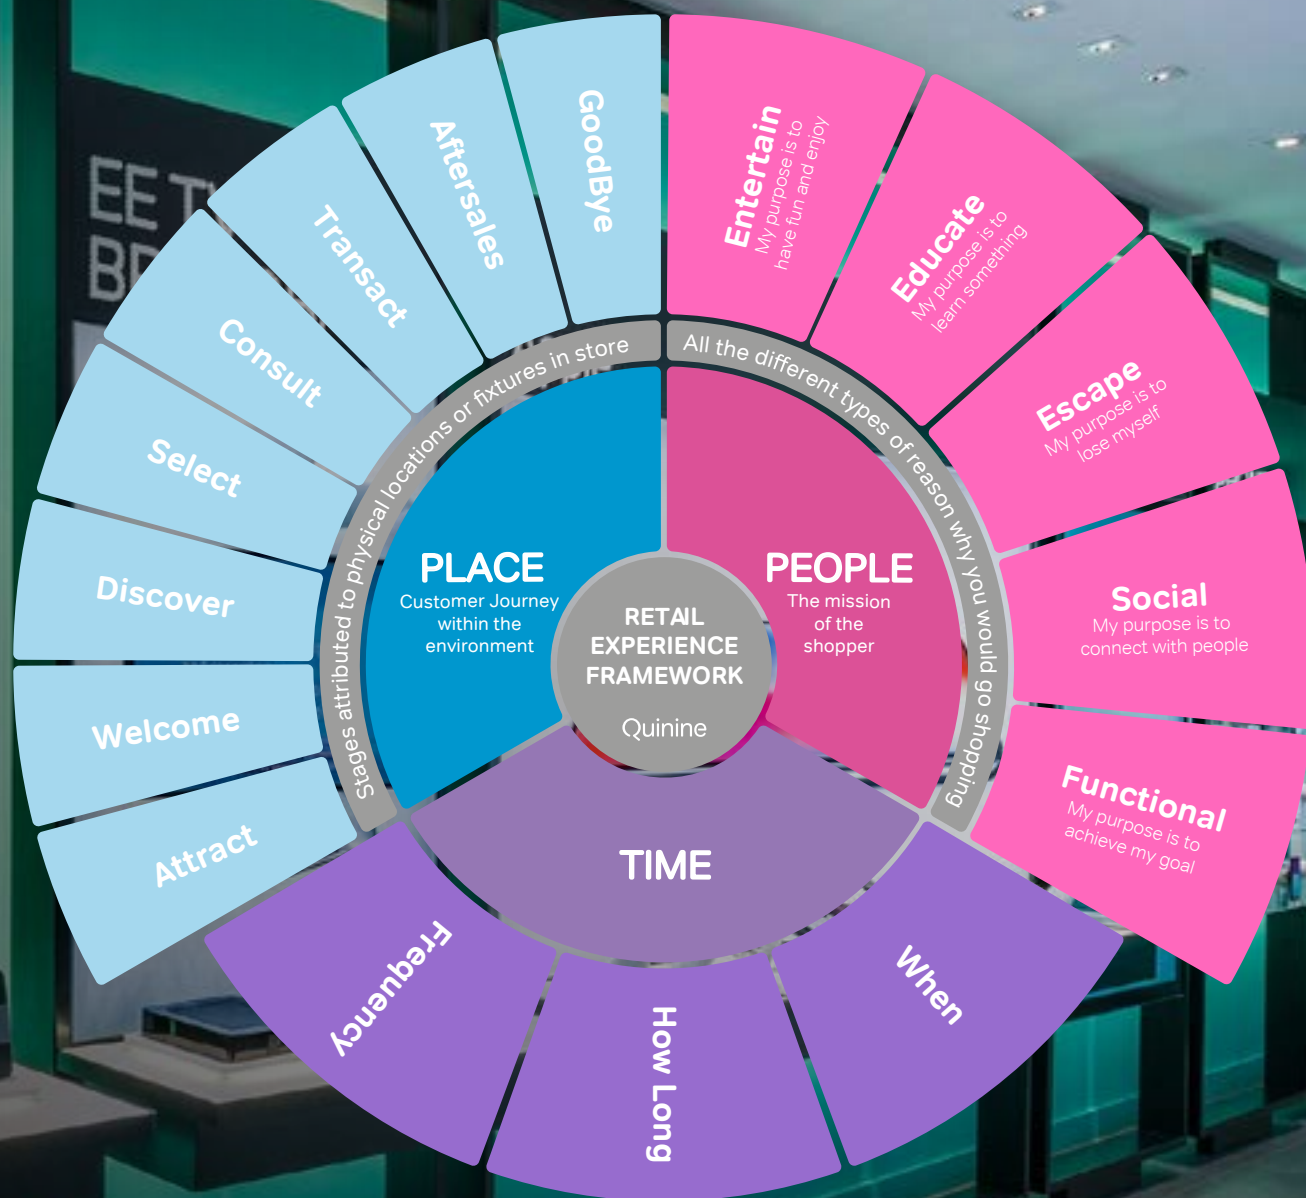 RETAIL
EXPERIENCE
FRAMEWORK
Quinine
PLACE
Customer Journey
within the
environment
Stages attributed to physical locations or fixtures in store
Attract
Welcome
Discover
Select
Consult
Transact
Aftersales
GoodBye
PEOPLE
The mission
of the
shopper
All the different types of reason why you would go shopping
Entertain
My purpose is to
have fun and enjoy
Educate
My purpose is to
learn something
Escape
My purpose is to
lose myself
Social
My purpose is to
connect with people
Functional
My purpose is to
achieve my goal
TIME
When
How Long
Frequency
EE